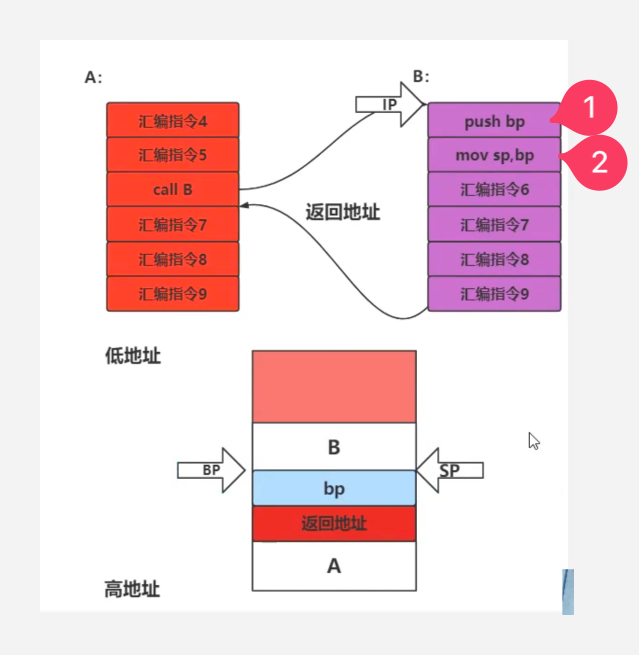 A:
B:
IP
1
汇编指令4
push bp
汇编指令5
mov sp,bp
2
call B
汇编指令6
返回地址
汇编指令7
汇编指令7
汇编指令8
汇编指令8
汇编指令9
汇编指令9
低地址
B
BP
SP
bp
返回地址
A
高地址